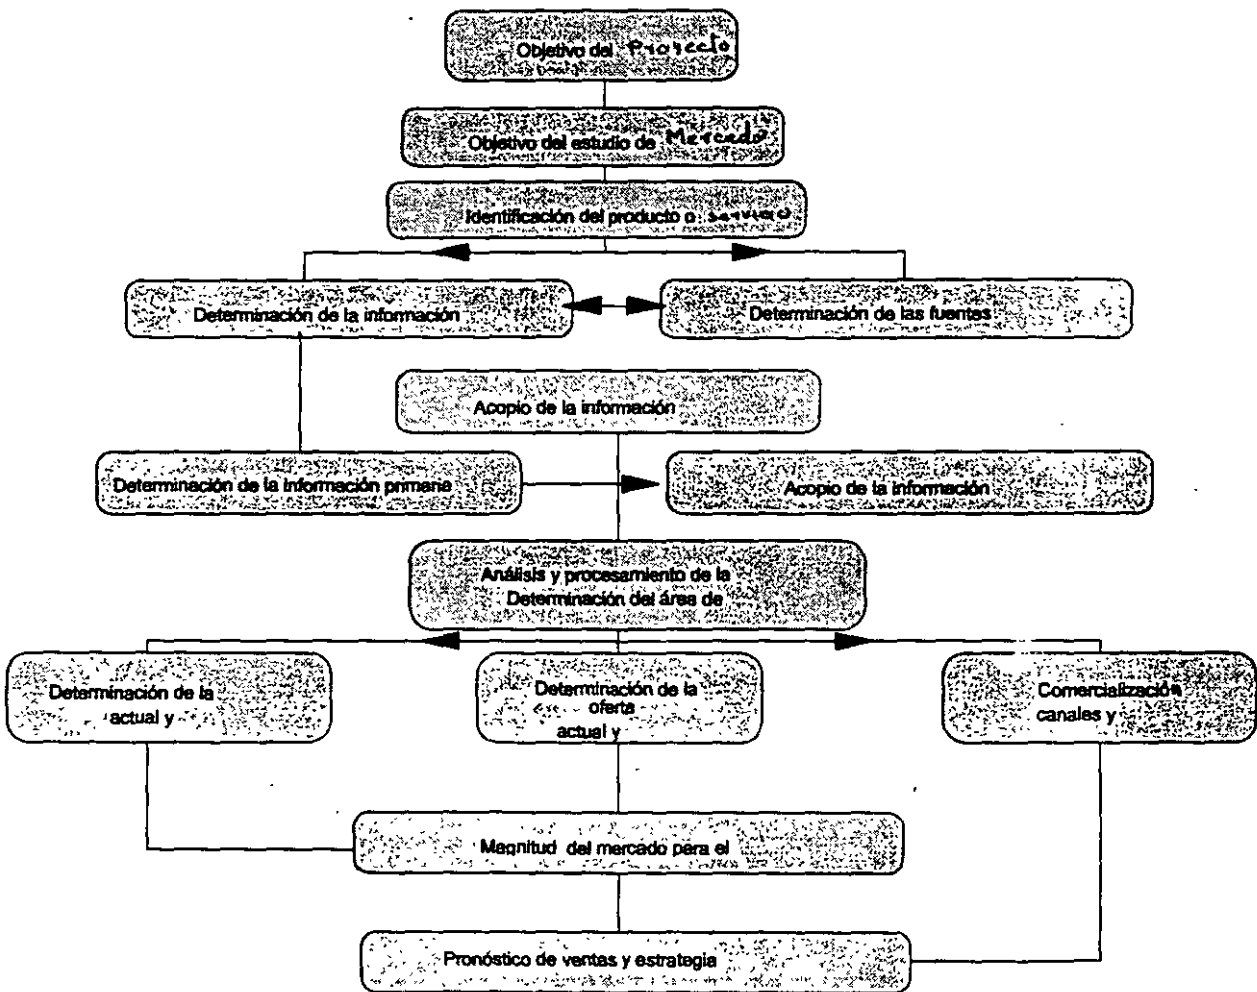 Objetivo del Proyecto
Objetivo del estudio de Mercado
Identificación del producto o servicio
Determinación de la información
Determinación de las fuentes
Acopio de la información
Determinación de la información primaria
Acopio de la información
Análisis y procesamiento de la
Determinación del área de
Determinación de la
actual y
Determinación de la
oferta
actual y
Comercialización
canales y
Magnitud del mercado para el
Pronóstico de ventas y estrategia